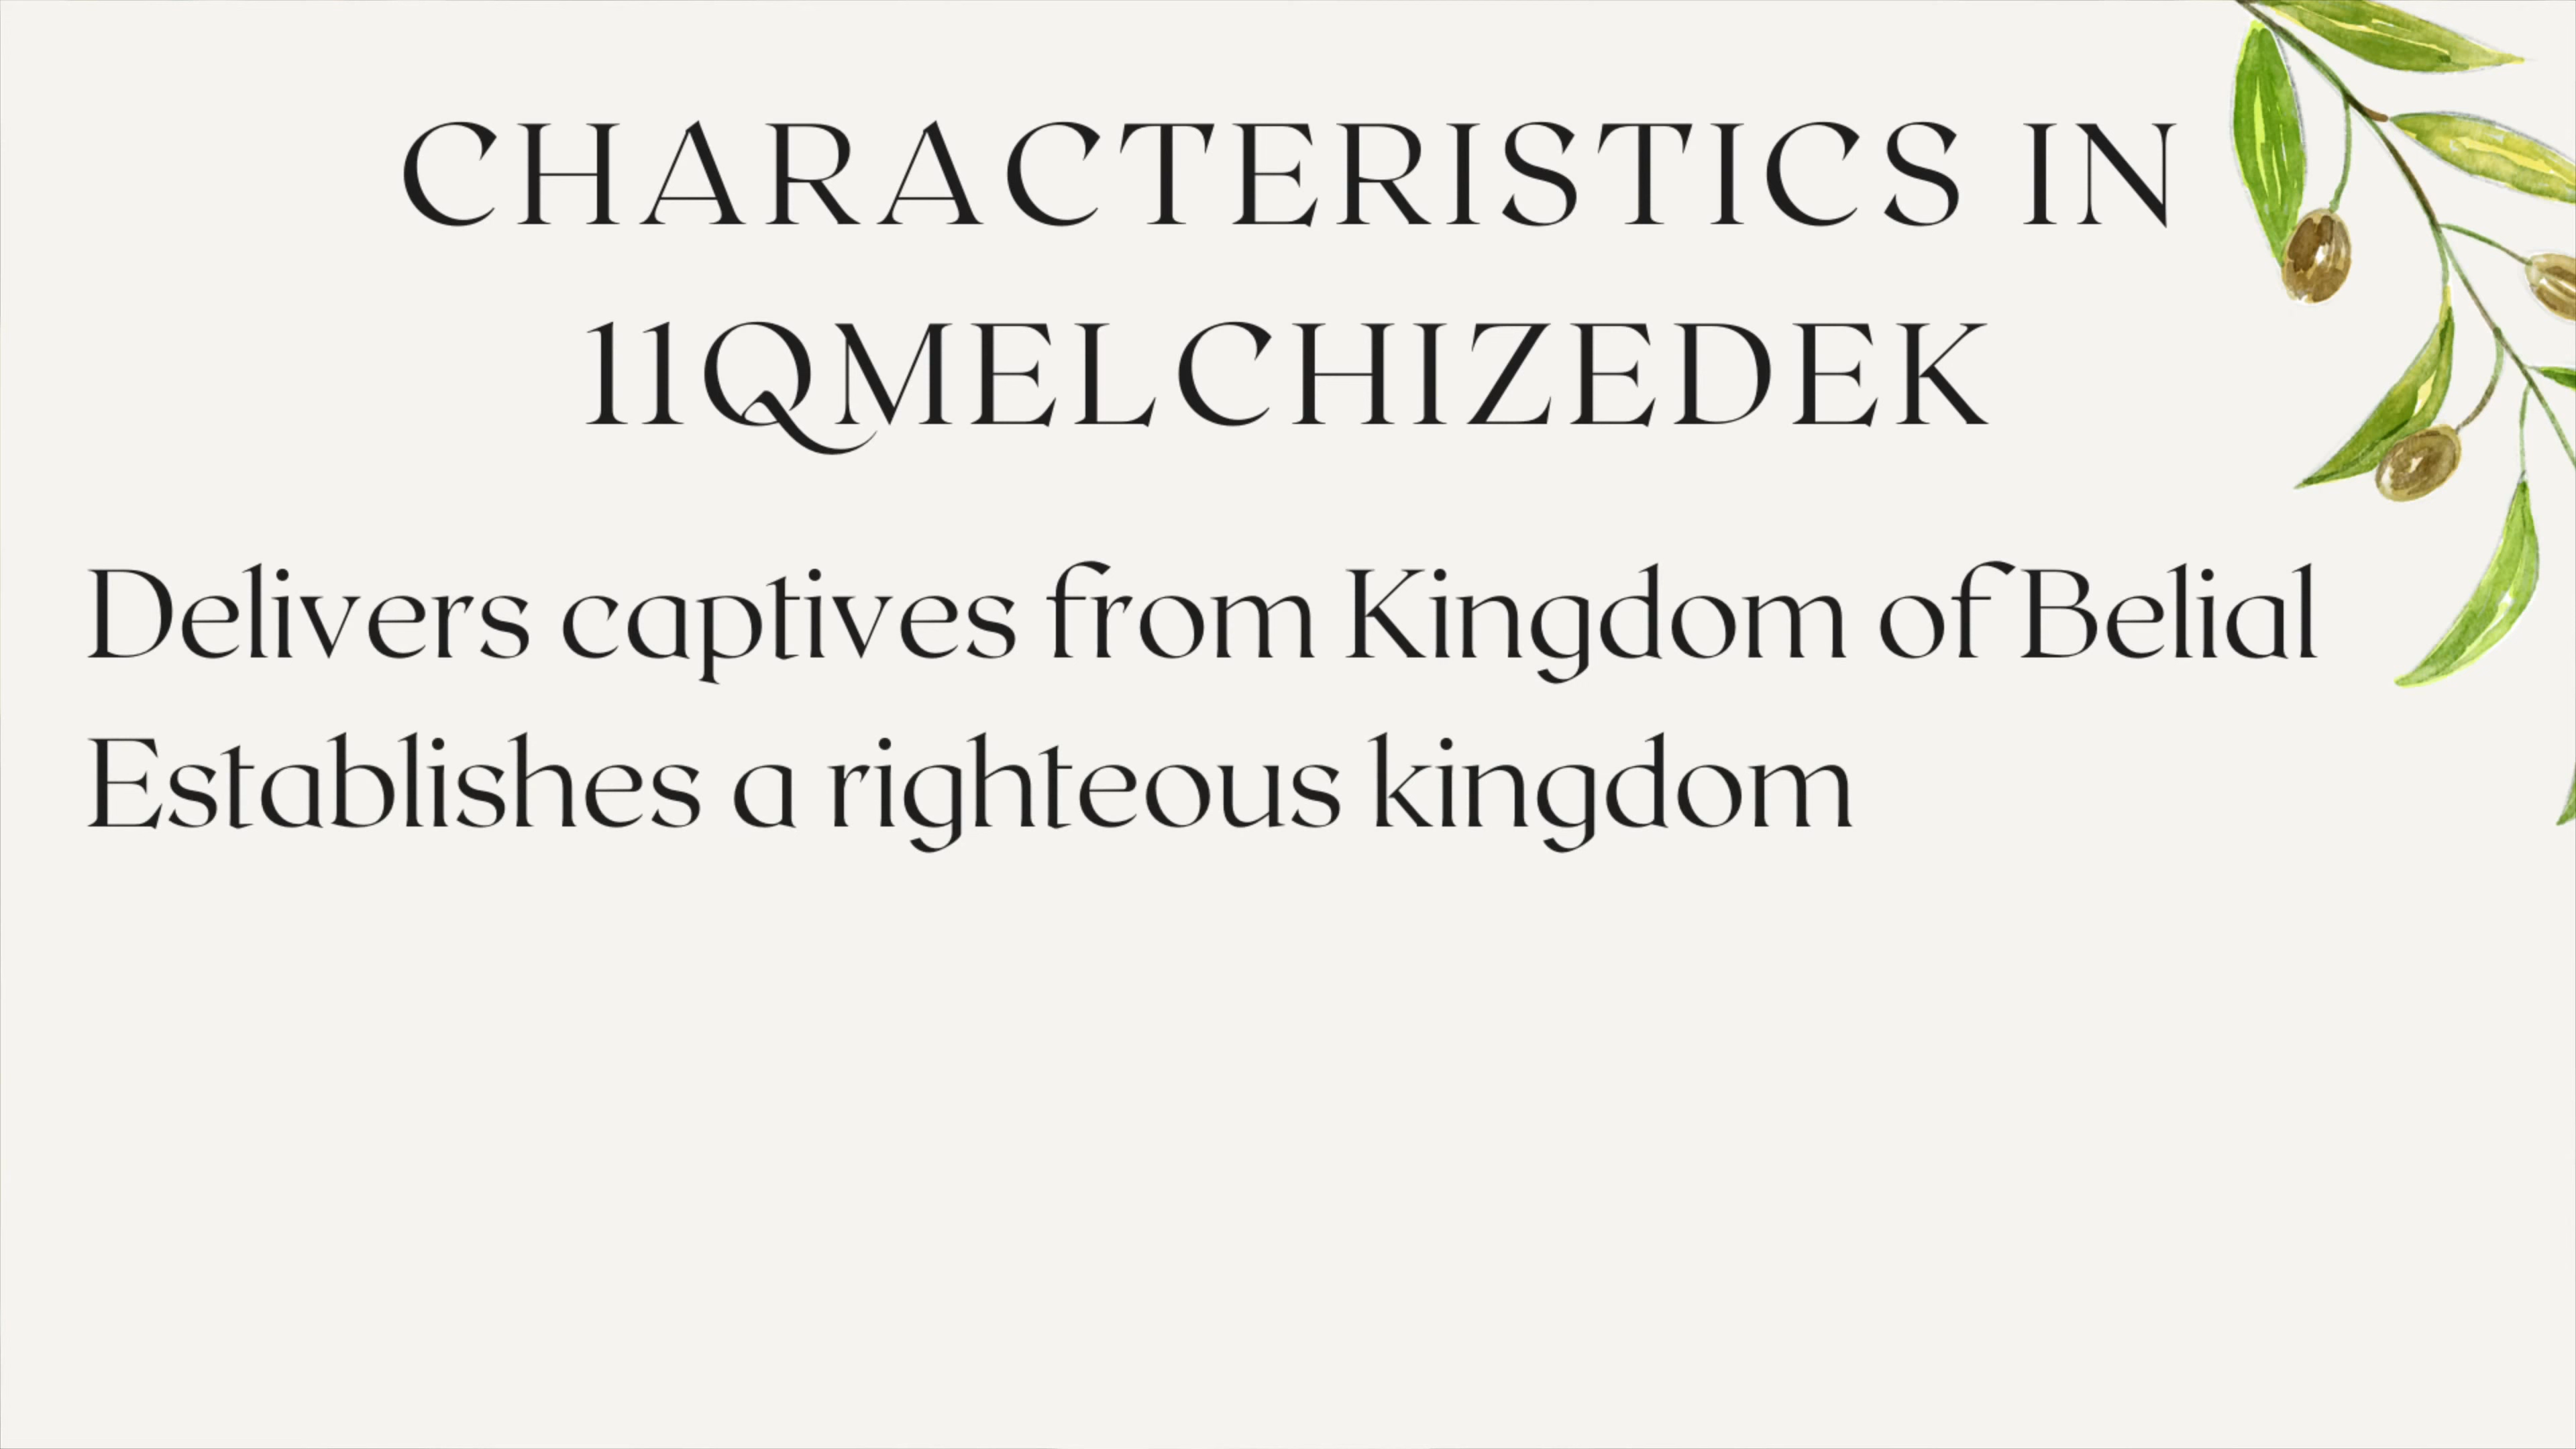 CHARACTERISTICS IN
11QMELCHIZEDEK
Delivers captives from Kingdom of Belial
Establishes a righteous kingdom